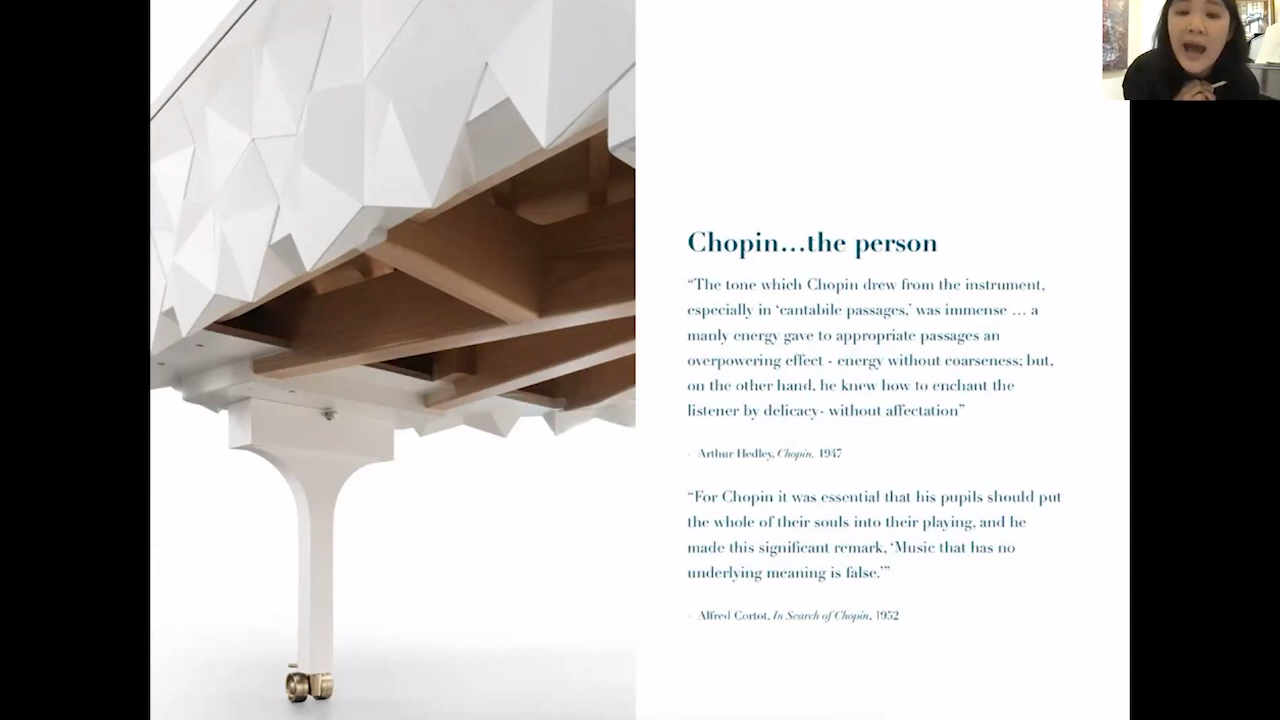 Chopin...the person
“The tone which Chopin drew from the instrument,
especially in ‘cantabile passages,’ was immense … a
manly energy gave to appropriate passages an
overpowering effect - energy without coarseness; but,
on the other hand, he knew how to enchant the
listener by delicacy- without affectation”
- Arthur Hedley, Chopin, 1947
“For Chopin it was essential that his pupils should put
the whole of their souls into their playing, and he
made this significant remark, ‘Music that has no
underlying meaning is false.’”
- Alfred Cortot, In Search of Chopin, 1952